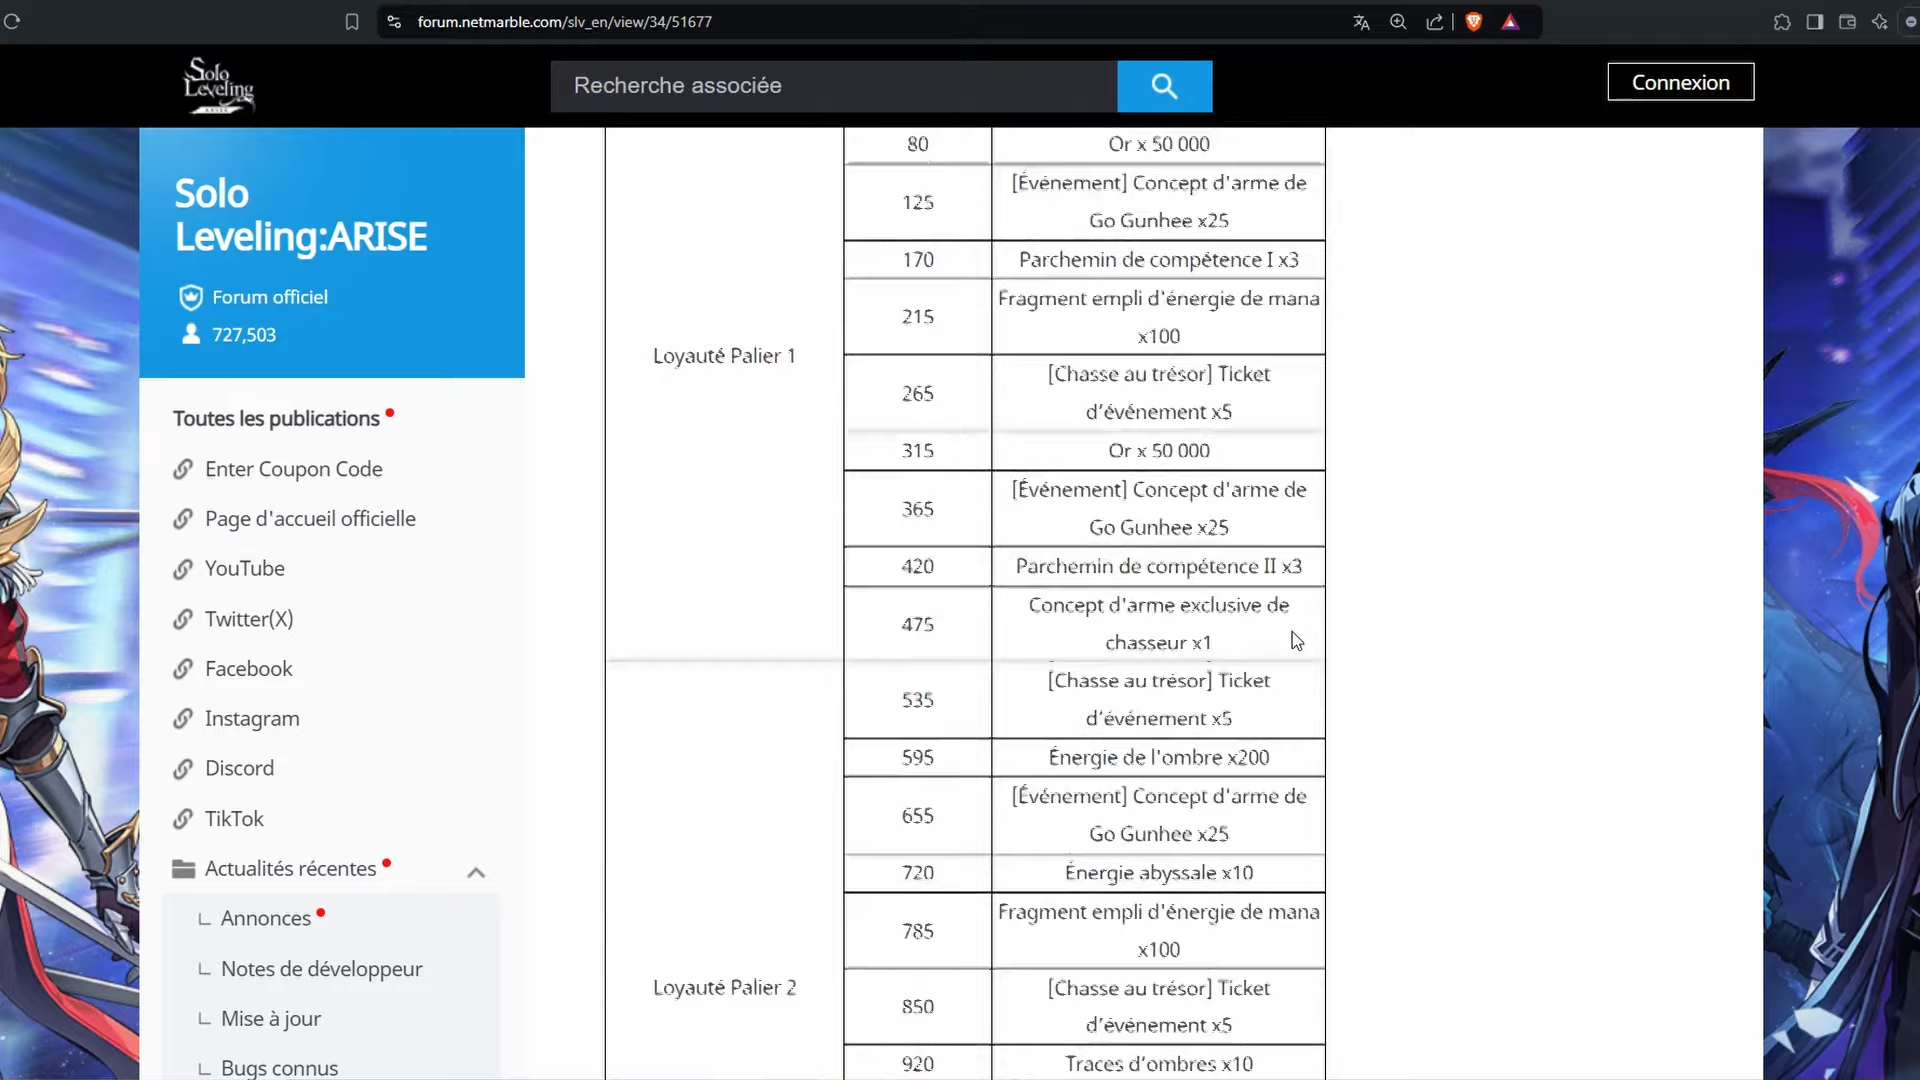 forum.netmarble.com/slv_en/view/34/51677
Solo
Leveling
ARISE
Recherche associée
Connexion
Solo
Leveling:ARISE
Forum officiel
727,503
Toutes les publications
Enter Coupon Code
Page d'accueil officielle
YouTube
Twitter(X)
Facebook
Instagram
Discord
TikTok
Actualités récentes
Annonces
Notes de développeur
Mise à jour
Bugs connus
Loyauté Palier 1
80
Or x 50 000
125
[Événement] Concept d'arme de
Go Gunhee x25
170
Parchemin de compétence I x3
215
Fragment empli d'énergie de mana
x100
265
[Chasse au trésor] Ticket
d'événement x5
315
Or x 50 000
365
[Événement] Concept d'arme de
Go Gunhee x25
420
Parchemin de compétence II x3
475
Concept d'arme exclusive de
chasseur x1
Loyauté Palier 2
535
[Chasse au trésor] Ticket
d'événement x5
595
Énergie de l'ombre x200
655
[Événement] Concept d'arme de
Go Gunhee x25
720
Énergie abyssale x10
785
Fragment empli d'énergie de mana
x100
850
[Chasse au trésor] Ticket
d'événement x5
920
Traces d'ombres x10